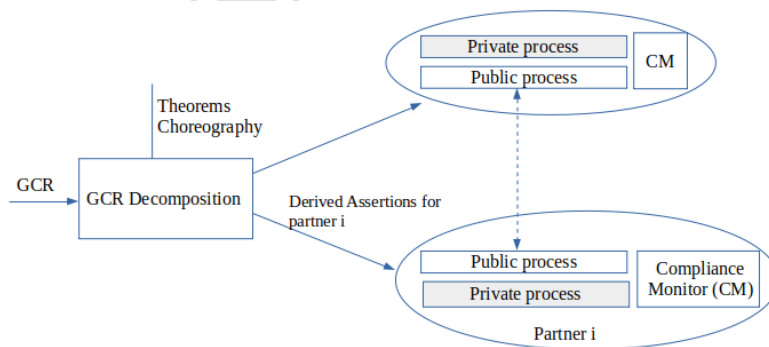 Private process
Public process
CM
Theorems
Choreography
GCR
GCR Decomposition
Derived Assertions for
partner i
Public process
Private process
Compliance
Monitor (CM)
Partner i